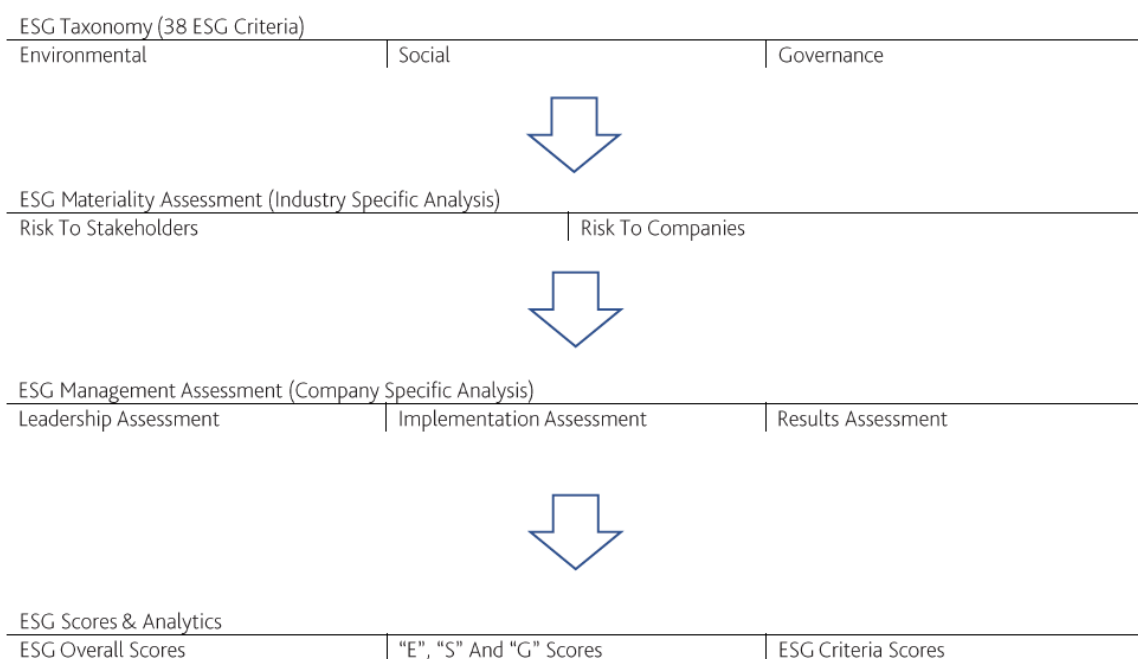 ESG Taxonomy (38 ESG Criteria)
Environmental Social Governance
ESG Materiality Assessment (Industry Specific Analysis)
Risk To Stakeholders Risk To Companies
ESG Management Assessment (Company Specific Analysis)
Leadership Assessment Implementation Assessment Results Assessment
ESG Scores & Analytics
ESG Overall Scores “E”, “S” And “G” Scores ESG Criteria Scores